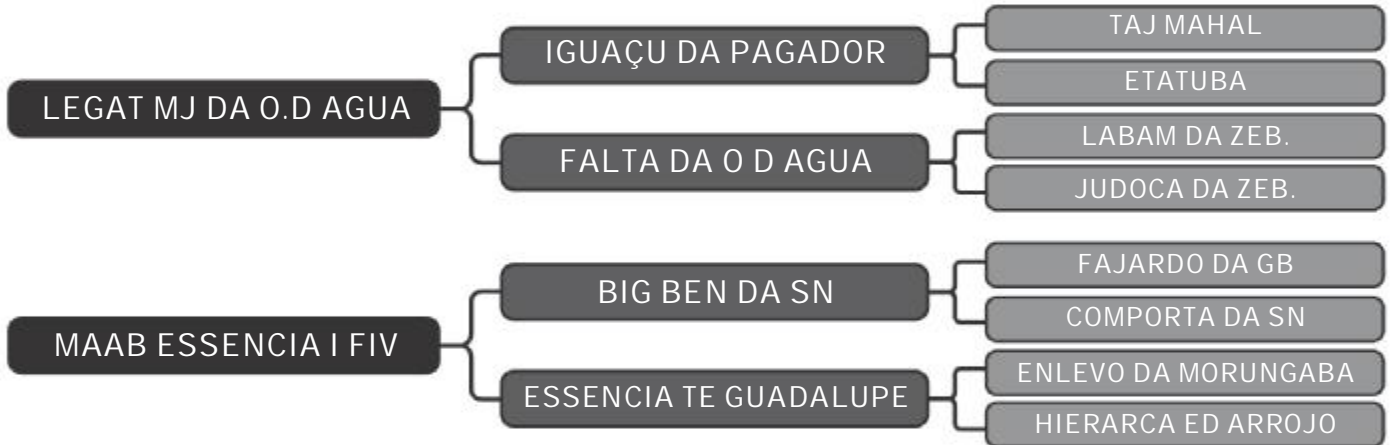 TAJ MAHAL
IGUAÇU DA PAGADOR
ETATUBA
LEGAT MJ DA O.D AGUA
LABAM DA ZEB.
FALTA DA O D AGUA
JUDOCA DA ZEB.
FAJARDO DA GB
BIG BEN DA SN
COMPORTA DA SN
MAAB ESSENCIA I FIV
ENLEVO DA MORUNGABA
ESSENCIA TE GUADALUPE
HIERARCA ED ARROJO